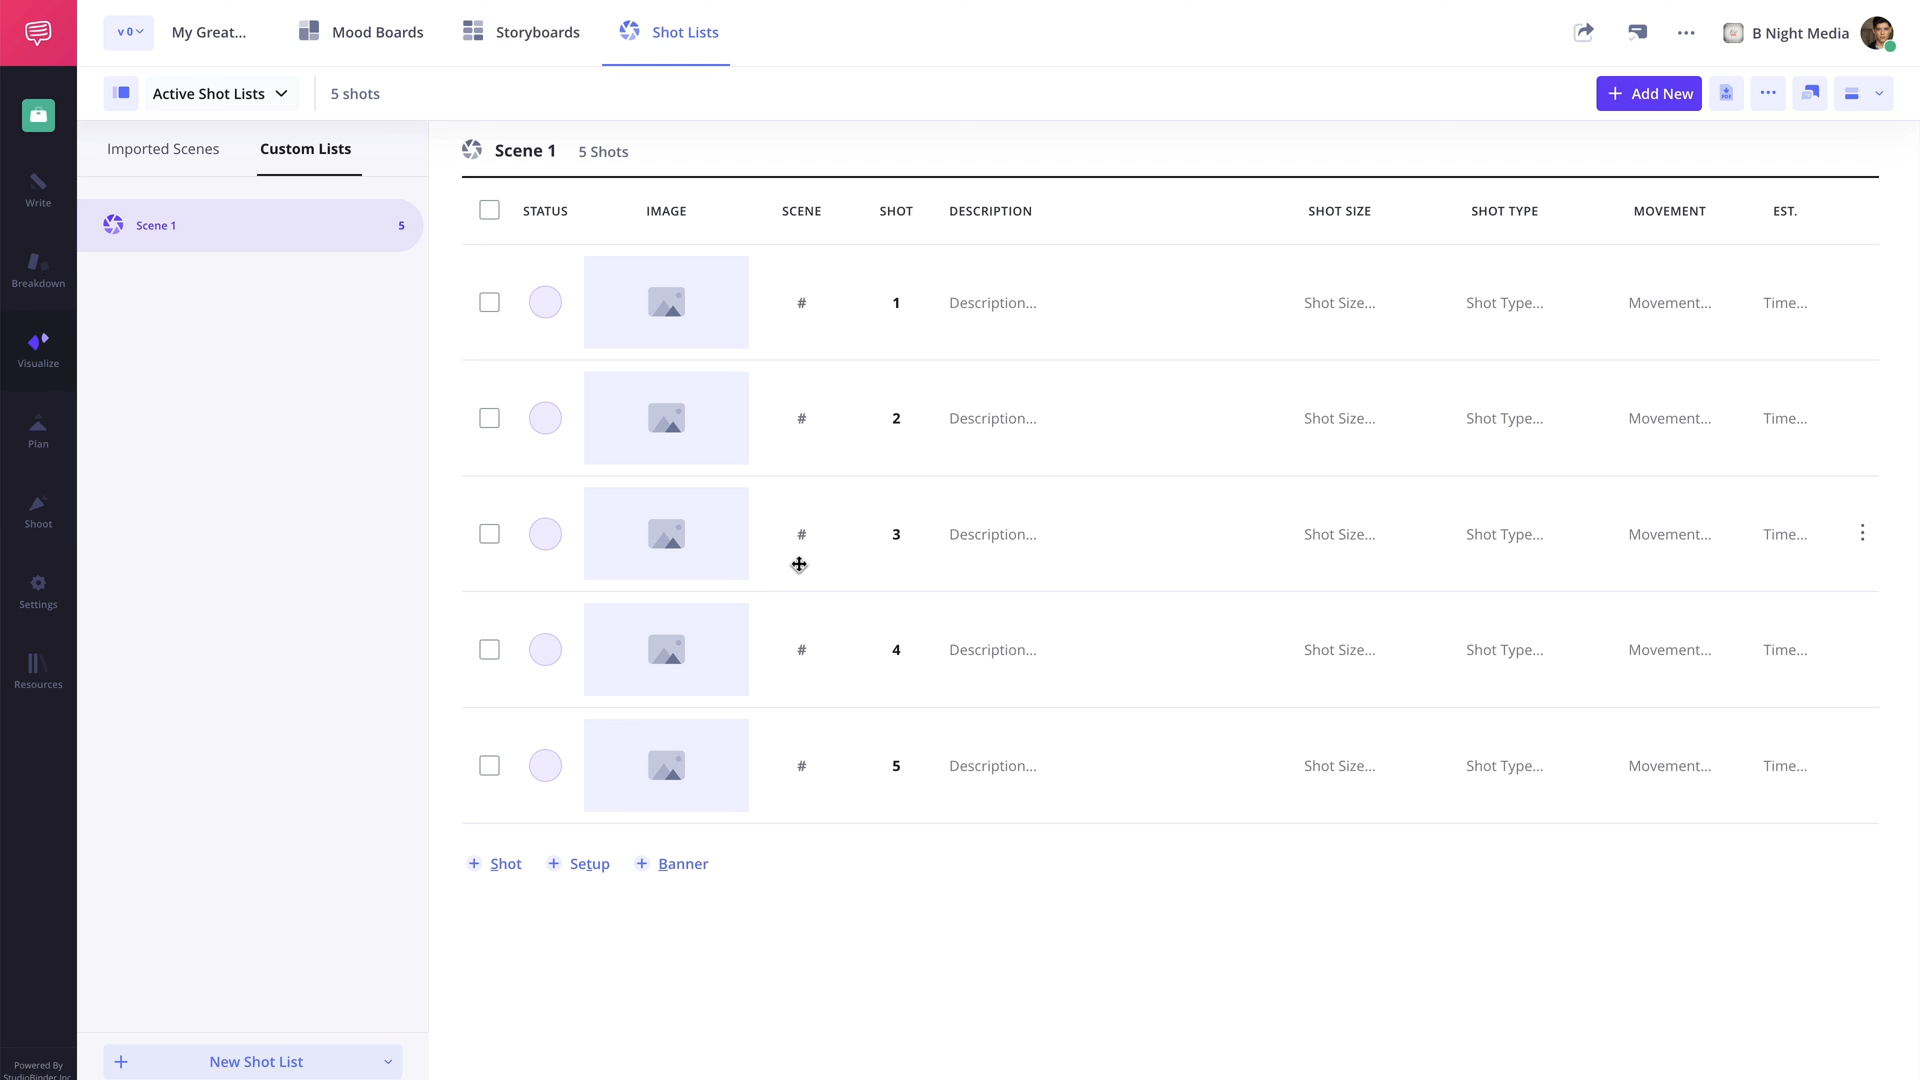 v 0
My Great...
Mood Boards
Storyboards
Shot Lists
B Night Media
Active Shot Lists
5 shots
Add New
PDF
Imported Scenes
Custom Lists
Scene 1
5
Write
Breakdown
Visualize
Plan
Shoot
Settings
Resources
Powered By
StudioBinder Inc.
New Shot List
Scene 1 5 Shots
STATUS IMAGE SCENE SHOT DESCRIPTION SHOT SIZE SHOT TYPE MOVEMENT EST.
# 1 Description... Shot Size... Shot Type... Movement... Time...
# 2 Description... Shot Size... Shot Type... Movement... Time...
# 3 Description... Shot Size... Shot Type... Movement... Time...
# 4 Description... Shot Size... Shot Type... Movement... Time...
# 5 Description... Shot Size... Shot Type... Movement... Time...
+ Shot + Setup + Banner